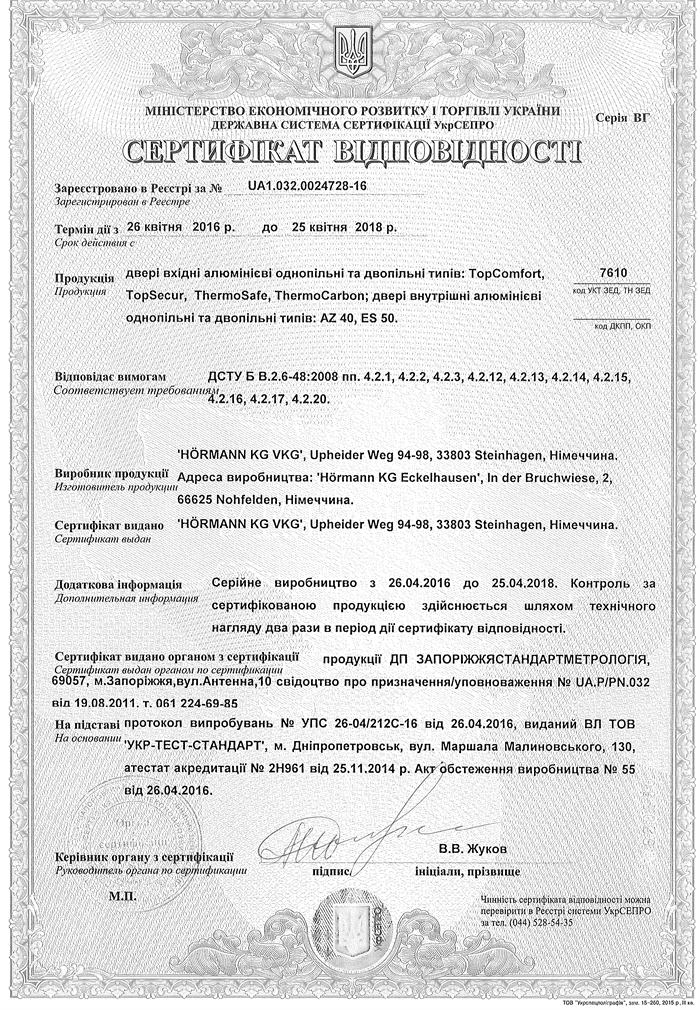 МІНІСТЕРСТВО ЕКОНОМІЧНОГО РОЗВИТКУ І ТОРГІВЛІ УКРАЇНИ
Серія ВГ
ДЕРЖАВНА СИСТЕМА СЕРТИФІКАЦІЇ УкрСЕПРО
СЕРТИФІКАТ ВІДПОВІДНОСТІ
Зареєстровано в Реєстрі за № UA1.032.0024728-16
Зарегистрирован в Реестре
Термін дії з 26 квітня 2016 р. до 25 квітня 2018 р.
Срок действия с
Продукція двері вхідні алюмінієві однопільні та двопільні типів: TopComfort, 7610
Продукция TopSecur, ThermoSafe, ThermoCarbon; двері внутрішні алюмінієві код УКТ ЗЕД, ТН ЗЕД
однопільні та двопільні типів: AZ 40, ES 50.
код ДКПП, ОКП
Відповідає вимогам ДСТУ Б В.2.6-48:2008 пп. 4.2.1, 4.2.2, 4.2.3, 4.2.12, 4.2.13, 4.2.14, 4.2.15,
Соответствует требованиям 4.2.16, 4.2.17, 4.2.20.
'HÖRMANN KG VKG', Upheider Weg 94-98, 33803 Steinhagen, Німеччина.
Виробник продукції Адреса виробництва: 'Hörmann KG Eckelhausen', In der Bruchwiese, 2,
Изготовитель продукции 66625 Nohfelden, Німеччина.
Сертифікат видано 'HÖRMANN KG VKG', Upheider Weg 94-98, 33803 Steinhagen, Німеччина.
Сертификат выдан
Додаткова інформація Серійне виробництво з 26.04.2016 до 25.04.2018. Контроль за
Дополнительная информация сертифікованою продукцією здійснюється шляхом технічного
нагляду два рази в період дії сертифікату відповідності.
Сертифікат видано органом з сертифікації продукції ДП ЗАПОРІЖЖЯСТАНДАРТМЕТРОЛОГІЯ,
Сертификат выдан органом по сертификации
69057, м.Запоріжжя,вул.Антенна,10 свідоцтво про призначення/уповноваження № UA.P/PN.032
від 19.08.2011. т. 061 224-69-85
На підставі протокол випробувань № УПС 26-04/212С-16 від 26.04.2016, виданий ВЛ ТОВ
На основании 'УКР-ТЕСТ-СТАНДАРТ', м. Дніпропетровськ, вул. Маршала Малиновського, 130,
атестат акредитації № 2Н961 від 25.11.2014 р. Акт обстеження виробництва № 55
від 26.04.2016.
В.В. Жуков
Керівник органу з сертифікації
Руководитель органа по сертификации підпис ініціали, прізвище
М.П.
Чинність сертифіката відповідності можна
перевірити в Реєстрі системи УкрСЕПРО
за тел. (044) 528-54-35
УкрСЕПРО
ТОВ "Укрспецполіграфік", зам. 15-260, 2015 р., III кв.